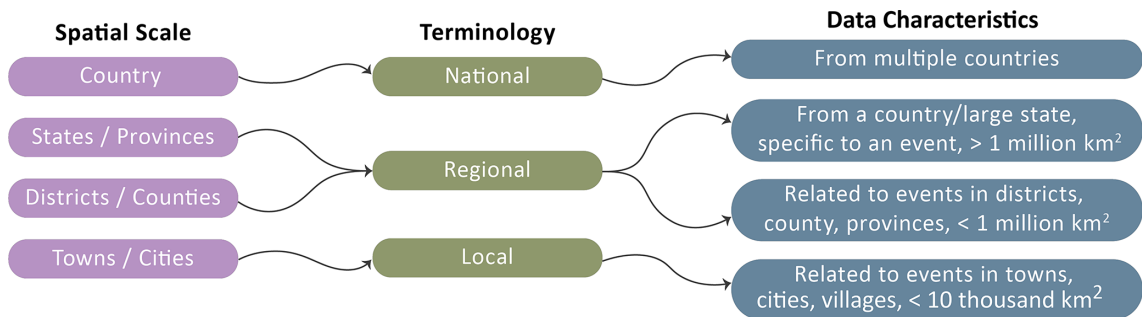 Spatial Scale
Terminology
Data Characteristics
Country
National
From multiple countries
States / Provinces
Districts / Counties
Regional
From a country/large state,
specific to an event, > 1 million km²
Related to events in districts,
county, provinces, < 1 million km²
Towns / Cities
Local
Related to events in towns,
cities, villages, < 10 thousand km²